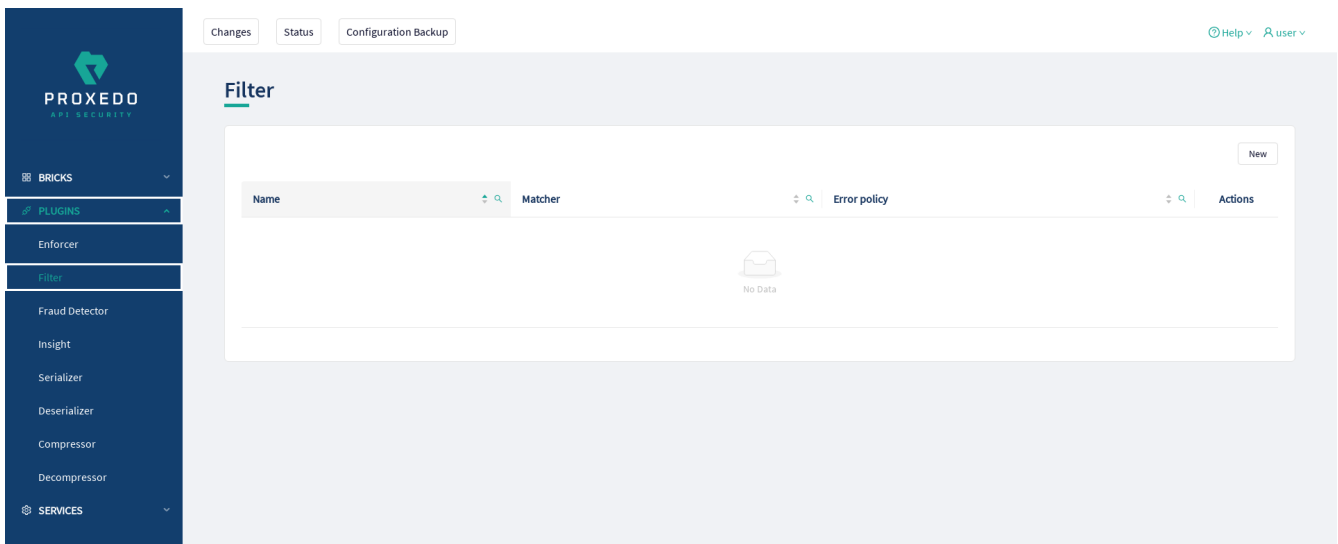 Changes Status Configuration Backup Help user
PROXEDO
API SECURITY
Filter
New
BRICKS
PLUGINS
Enforcer
Filter
Fraud Detector
Insight
Serializer
Deserializer
Compressor
Decompressor
SERVICES
Name Matcher Error policy Actions
No Data